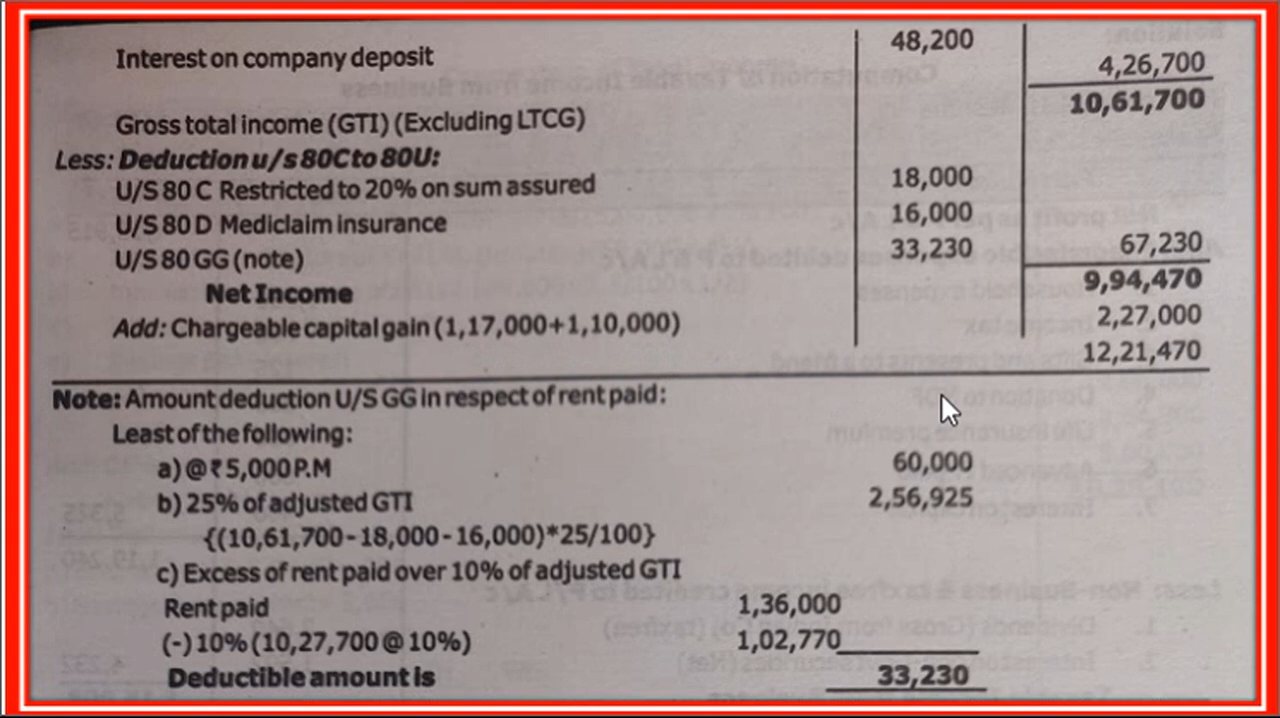 Interest on company deposit 48,200 4,26,700
Gross total income (GTI) (Excluding LTCG) 10,61,700
Less: Deduction u/s 80C to 80U:
U/S 80 C Restricted to 20% on sum assured 18,000
U/S 80 D Mediclaim insurance 16,000
U/S 80 GG (note) 33,230 67,230
Net Income 9,94,470
Add: Chargeable capital gain (1,17,000+1,10,000) 2,27,000
12,21,470
Note: Amount deduction U/S GG in respect of rent paid:
Least of the following:
a) @ ₹ 5,000 P.M 60,000
b) 25% of adjusted GTI 2,56,925
{(10,61,700 - 18,000 - 16,000)*25/100}
c) Excess of rent paid over 10% of adjusted GTI
Rent paid 1,36,000
(-) 10% (10,27,700 @ 10%) 1,02,770
Deductible amount is 33,230